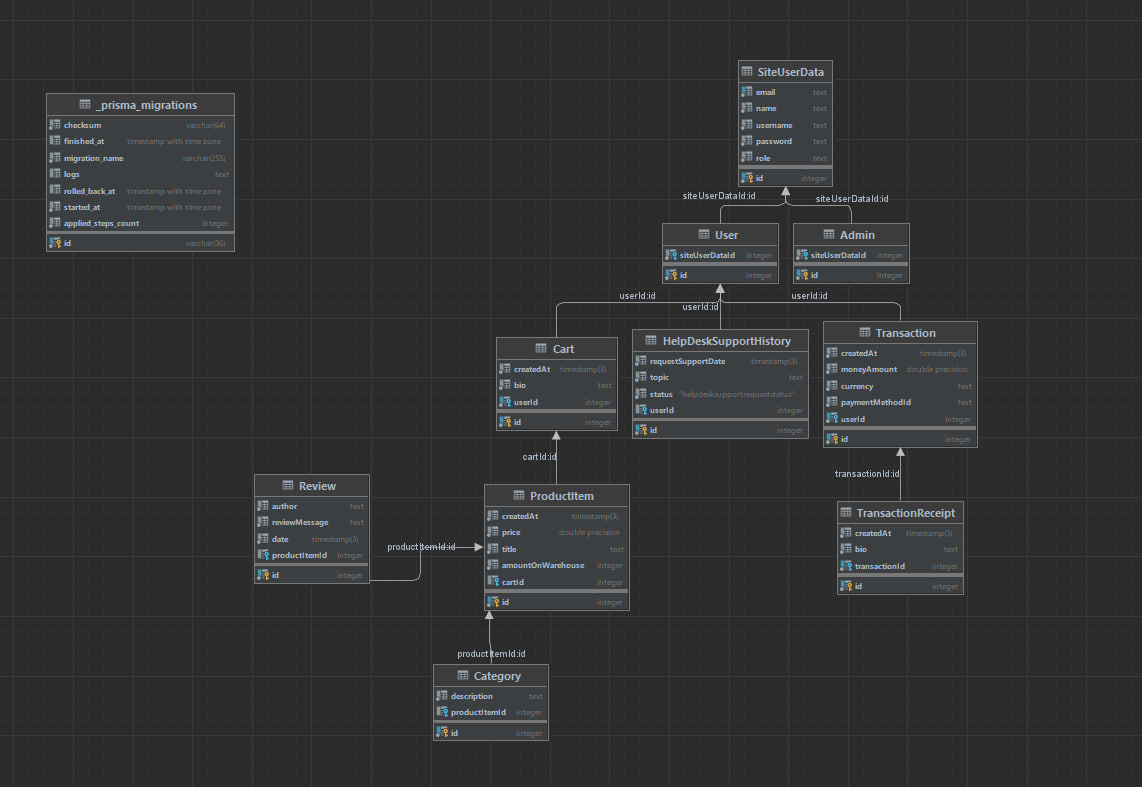 SiteUserData
email text
name text
username text
password text
role text
id integer
_prisma_migrations
checksum varchar(64)
finished_at timestamp with time zone
migration_name varchar(255)
logs text
rolled_back_at timestamp with time zone
started_at timestamp with time zone
applied_steps_count integer
id varchar(36)
siteUserDataId:id
siteUserDataId:id
User
siteUserDataId integer
id integer
Admin
siteUserDataId integer
id integer
userId:id
userId:id
userId:id
Cart
createdAt timestamp(3)
bio text
userId integer
id integer
HelpDeskSupportHistory
requestSupportDate timestamp(3)
topic text
status "helpdesksupportrequeststatus"
userId integer
id integer
Transaction
createdAt timestamp(3)
moneyAmount double precision
currency text
paymentMethodId text
userId integer
id integer
cartId:id
transactionId:id
Review
author text
reviewMessage text
date timestamp(3)
productItemId integer
id integer
productItemId:id
ProductItem
createdAt timestamp(3)
price double precision
title text
amountOnWarehouse integer
cartId integer
id integer
TransactionReceipt
createdAt timestamp(3)
bio text
transactionId integer
id integer
productItemId:id
Category
description text
productItemId integer
id integer